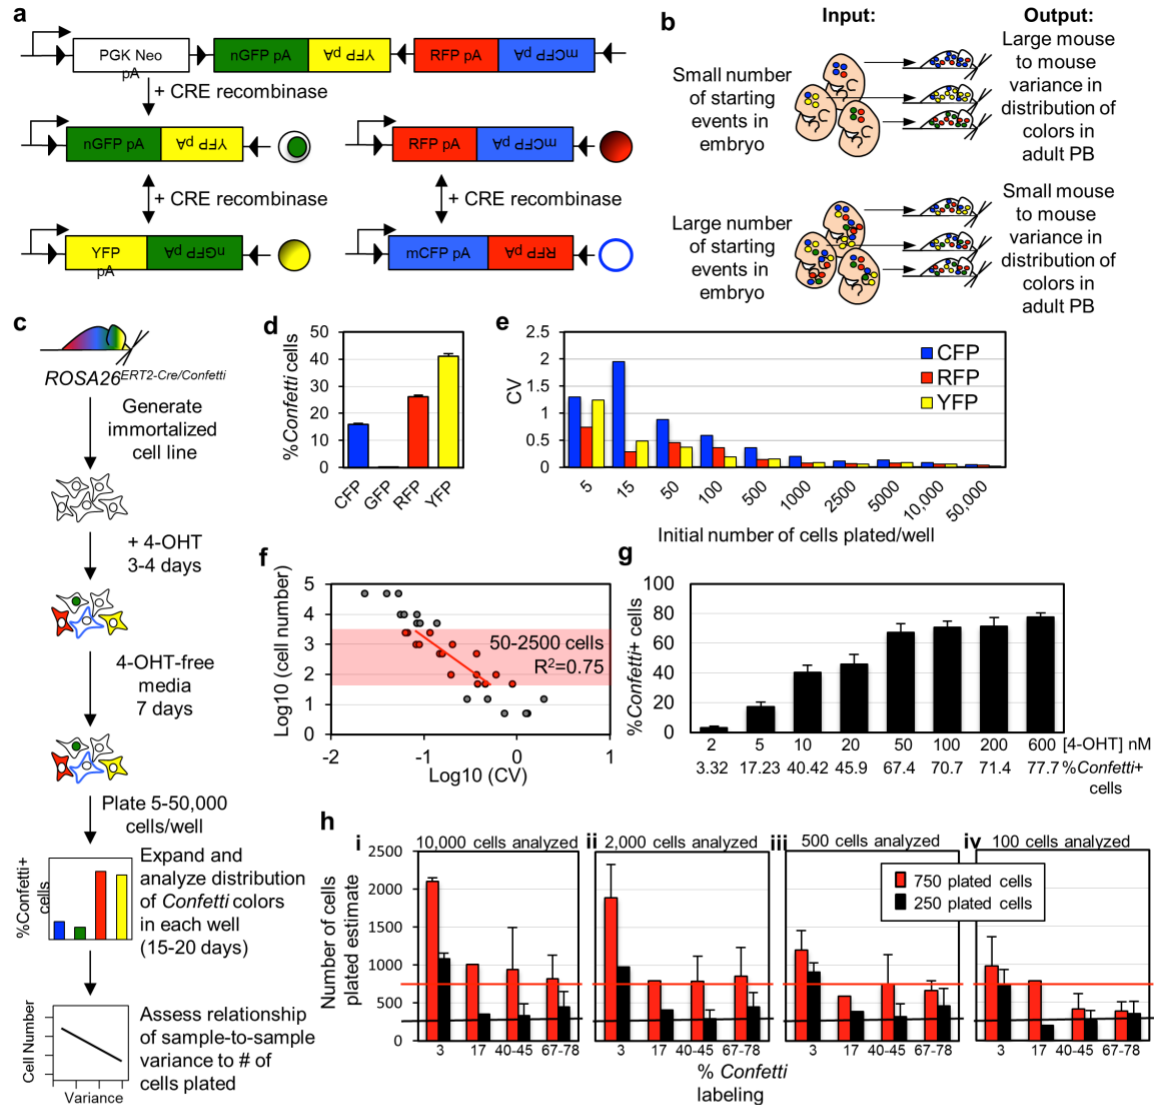 a
PGK Neo
pA
nGFP pA
YFP pA
RFP pA
mCFP pA
+ CRE recombinase
nGFP pA
YFP pA
RFP pA
mCFP pA
+ CRE recombinase
+ CRE recombinase
YFP
pA
nGFP pA
mCFP pA
RFP pA
b
Input:
Output:
Small number
of starting
events in
embryo
Large mouse
to mouse
variance in
distribution of
colors in
adult PB
Large number
of starting
events in
embryo
Small mouse
to mouse
variance in
distribution of
colors in
adult PB
c
ROSA26ERT2-Cre/Confetti
Generate
immortalized
cell line
+ 4-OHT
3-4 days
4-OHT-free
media
7 days
Plate 5-50,000
cells/well
%Confetti+
cells
Expand and
analyze distribution
of Confetti colors
in each well
(15-20 days)
Cell Number
Variance
Assess relationship
of sample-to-sample
variance to # of
cells plated
d
%Confetti cells
50
40
30
20
10
0
CFP
GFP
RFP
YFP
e
CV
2.5
2
1.5
1
0.5
0
CFP
RFP
YFP
5
15
50
100
500
1000
2500
5000
10,000
50,000
Initial number of cells plated/well
f
Log10 (cell number)
5
4
3
2
1
0
50-2500 cells
R2=0.75
-2
-1
0
1
Log10 (CV)
g
%Confetti+ cells
100
80
60
40
20
0
2 5 10 20 50 100 200 600 [4-OHT] nM
3.32 17.23 40.42 45.9 67.4 70.7 71.4 77.7 %Confetti+
cells
h
i
10,000 cells analyzed
ii
2,000 cells analyzed
iii
500 cells analyzed
iv
100 cells analyzed
Number of cells
plated estimate
2500
2000
1500
1000
500
0
750 plated cells
250 plated cells
3 17 40-45 67-78
3 17 40-45 67-78
3 17 40-45 67-78
3 17 40-45 67-78
% Confetti
labeling